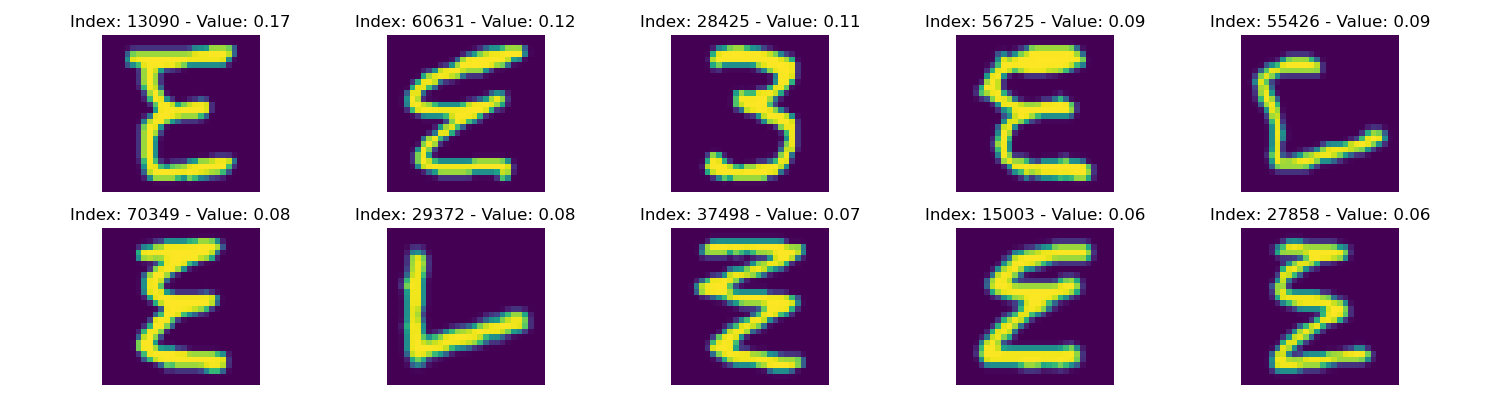 Index: 13090 - Value: 0.17 Index: 60631 - Value: 0.12 Index: 28425 - Value: 0.11 Index: 56725 - Value: 0.09 Index: 55426 - Value: 0.09
E E 3 E L
Index: 70349 - Value: 0.08 Index: 29372 - Value: 0.08 Index: 37498 - Value: 0.07 Index: 15003 - Value: 0.06 Index: 27858 - Value: 0.06
E L E E E